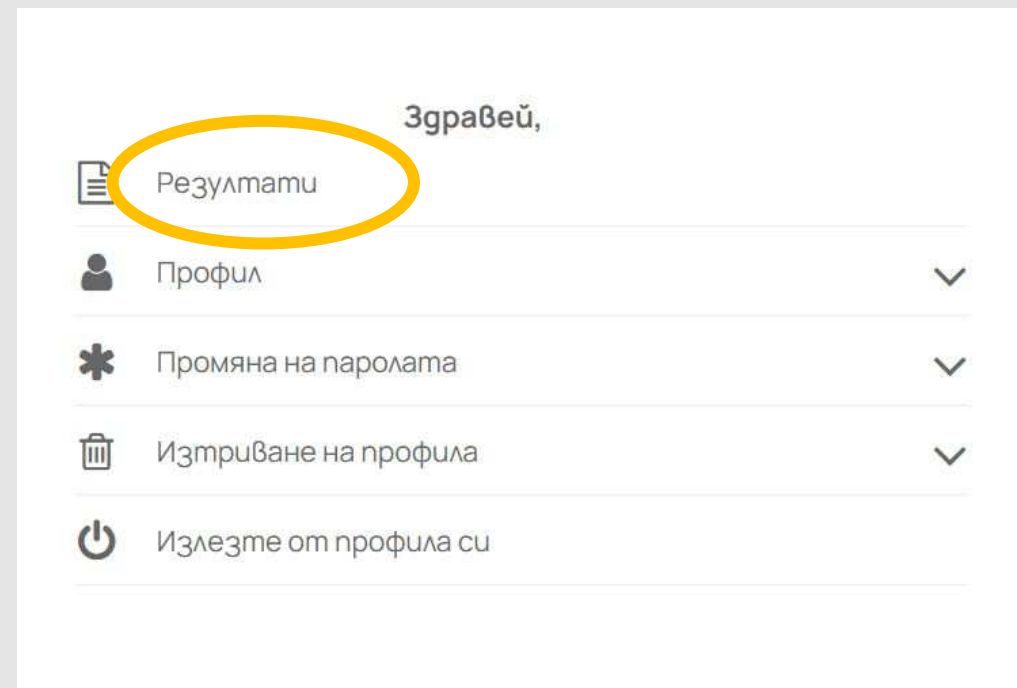 Здравей,
Резултати
Профил
Промяна на паролата
Изтриване на профила
Излезте от профила си